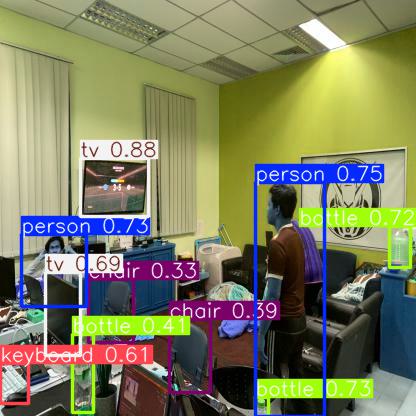 tv 0.88
person 0.75
person 0.73
bottle 0.72
tv 0.69
chair 0.33
chair 0.39
bottle 0.41
keyboard 0.61
bottle 0.73